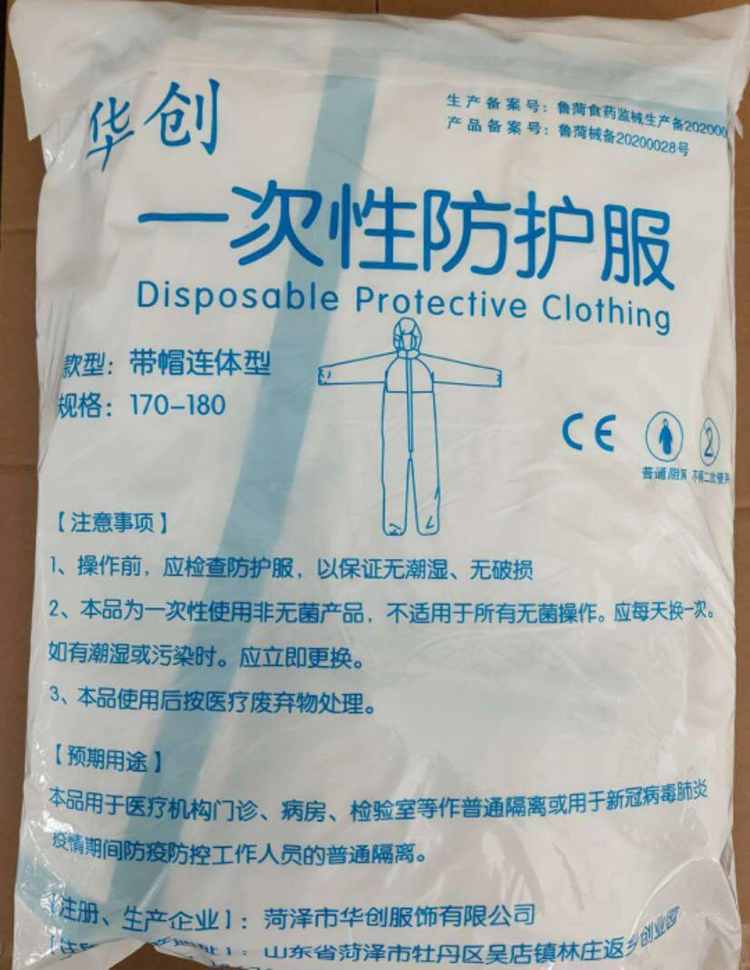 华创
生产备案号：鲁菏食药监械生产备202000
产品备案号：鲁菏械备20200028号
一次性防护服
Disposable Protective Clothing
款型：带帽连体型
规格：170-180
CE
2
普通阻隔 不得二次使用
【注意事项】
1、操作前，应检查防护服，以保证无潮湿、无破损
2、本品为一次性使用非无菌产品，不适用于所有无菌操作。应每天换一次。
如有潮湿或污染时。应立即更换。
3、本品使用后按医疗废弃物处理。
【预期用途】
本品用于医疗机构门诊、病房、检验室等作普通隔离或用于新冠病毒肺炎
疫情期间防疫防控工作人员的普通隔离。
【注册、生产企业】：菏泽市华创服饰有限公司
山东省菏泽市牡丹区吴店镇林庄返乡创业园